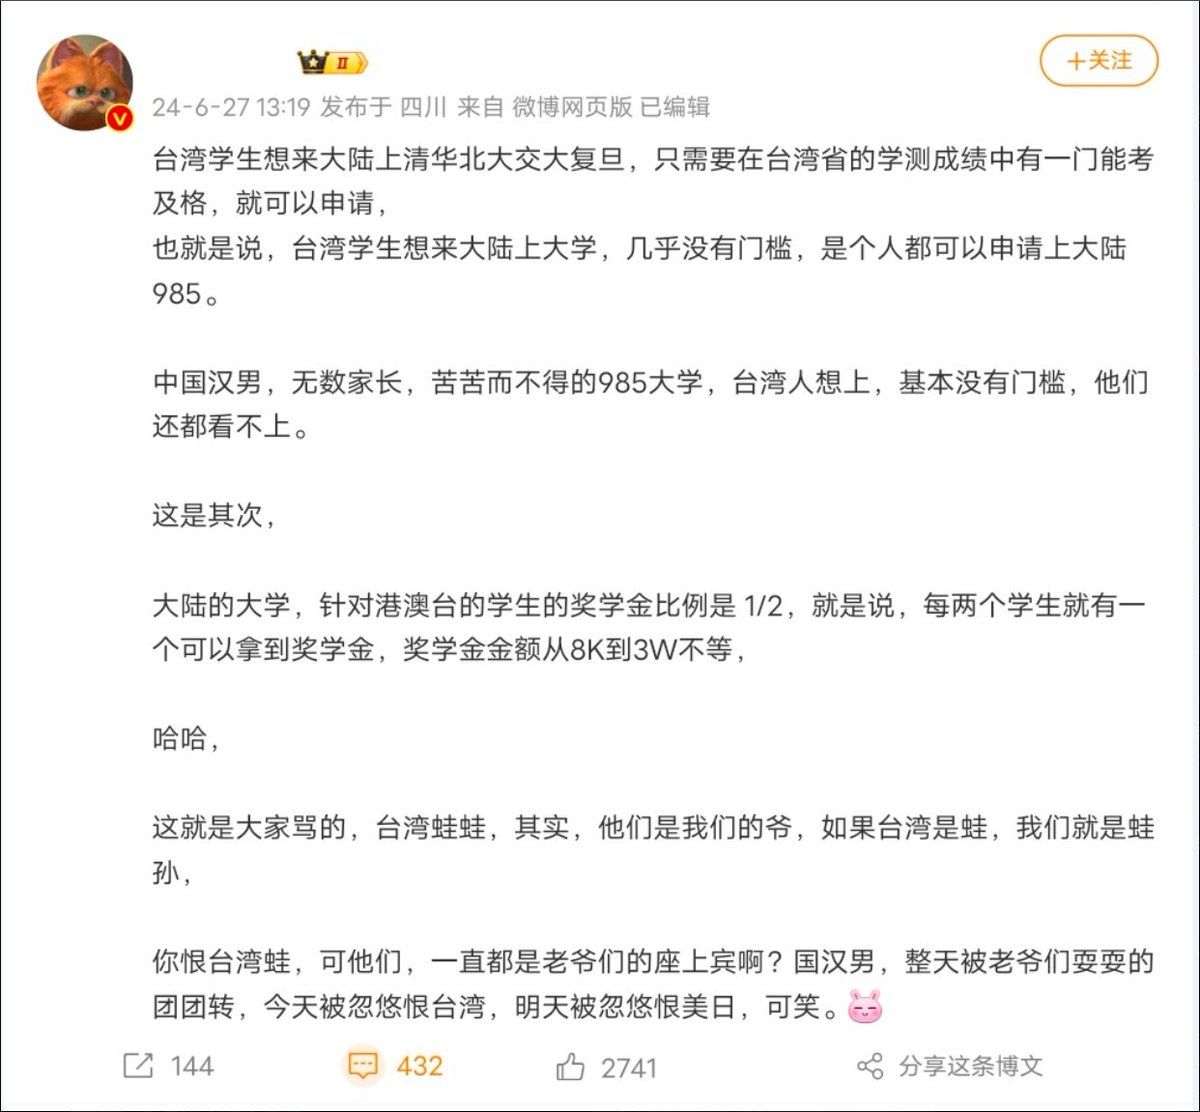 II
+关注
V
24-6-27 13:19 发布于 四川 来自 微博网页版 已编辑
台湾学生想来大陆上清华北大交大复旦，只需要在台湾省的学测成绩中有一门能考
及格，就可以申请，
也就是说，台湾学生想来大陆上大学，几乎没有门槛，是个人都可以申请上大陆
985。
中国汉男，无数家长，苦苦而不得的985大学，台湾人想上，基本没有门槛，他们
还都看不上。
这是其次，
大陆的大学，针对港澳台的学生的奖学金比例是 1/2，就是说，每两个学生就有一
个可以拿到奖学金，奖学金金额从8K到3W不等，
哈哈，
这就是大家骂的，台湾蛙蛙，其实，他们是我们的爷，如果台湾是蛙，我们就是蛙
孙，
你恨台湾蛙，可他们，一直都是老爷们的座上宾啊？国汉男，整天被老爷们耍耍的
团团转，今天被忽悠恨台湾，明天被忽悠恨美日，可笑。
144
432
2741
分享这条博文